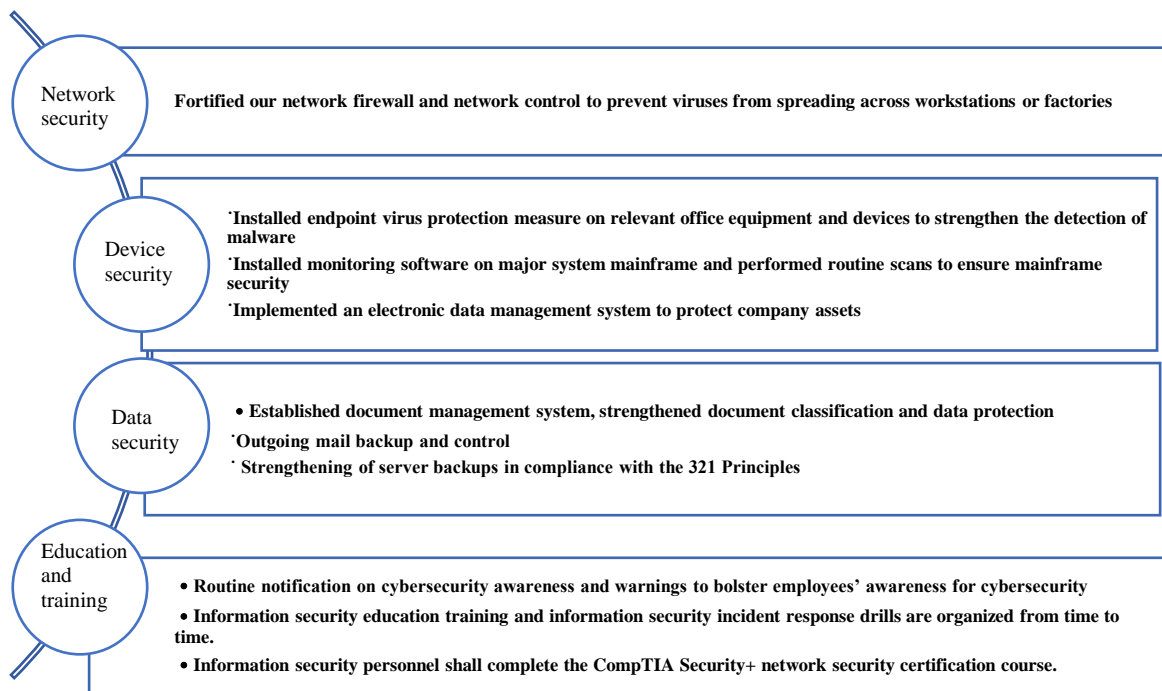 Network
security
Fortified our network firewall and network control to prevent viruses from spreading across workstations or factories
Device
security
˙Installed endpoint virus protection measure on relevant office equipment and devices to strengthen the detection of
malware
˙Installed monitoring software on major system mainframe and performed routine scans to ensure mainframe
security
˙Implemented an electronic data management system to protect company assets
Data
security
• Established document management system, strengthened document classification and data protection
˙Outgoing mail backup and control
˙ Strengthening of server backups in compliance with the 321 Principles
Education
and
training
• Routine notification on cybersecurity awareness and warnings to bolster employees’ awareness for cybersecurity
• Information security education training and information security incident response drills are organized from time to
time.
• Information security personnel shall complete the CompTIA Security+ network security certification course.